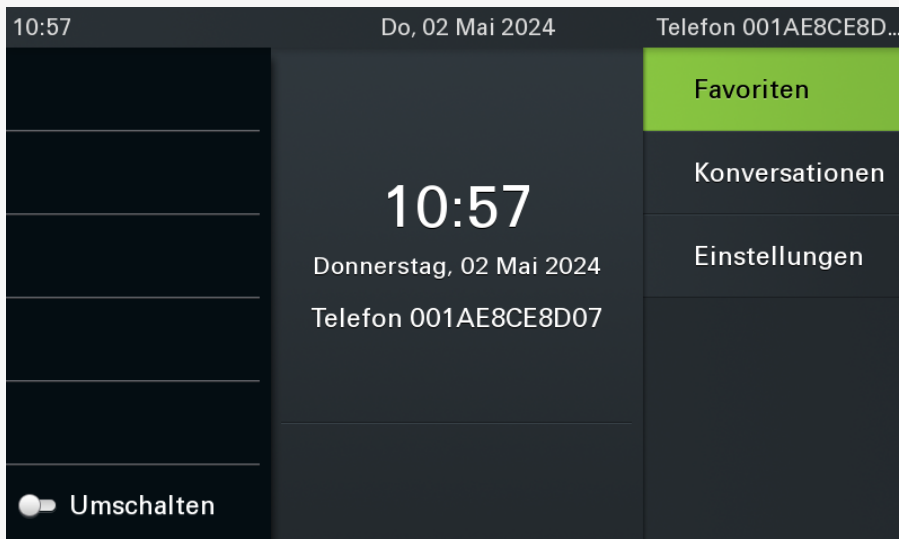 10:57
Do, 02 Mai 2024
Telefon 001AE8CE8D...
Favoriten
Konversationen
Einstellungen
10:57
Donnerstag, 02 Mai 2024
Telefon 001AE8CE8D07
Umschalten